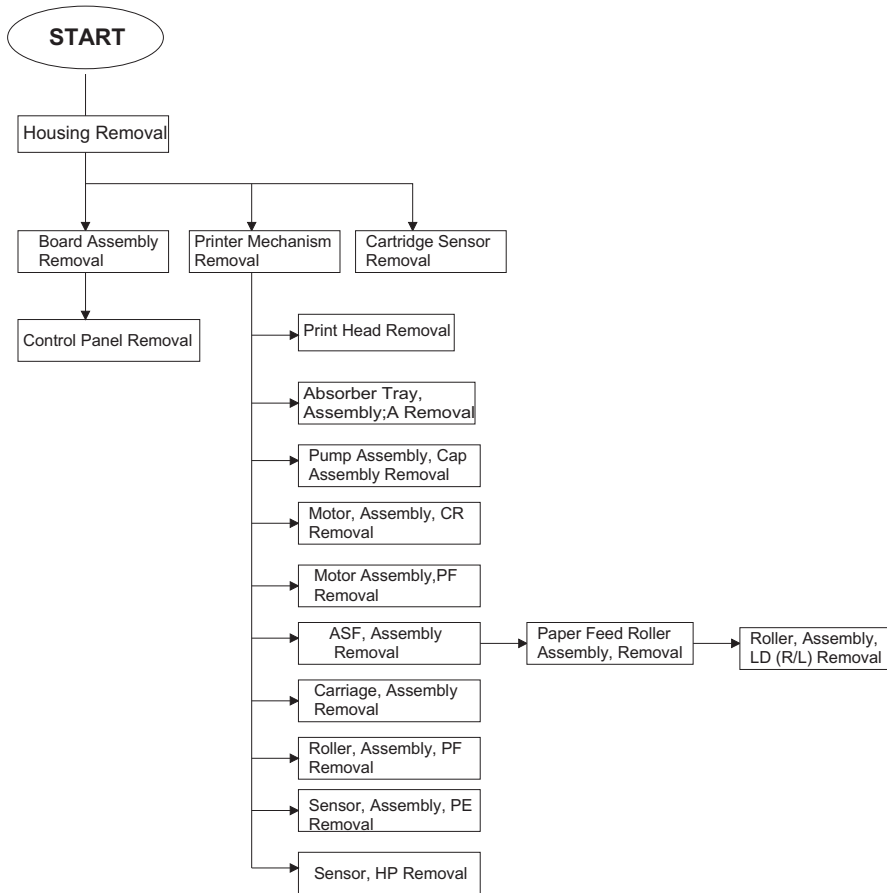 START
Housing Removal
Board Assembly
Removal
Printer Mechanism
Removal
Cartridge Sensor
Removal
Control Panel Removal
Print Head Removal
Absorber Tray,
Assembly;A Removal
Pump Assembly, Cap
Assembly Removal
Motor, Assembly, CR
Removal
Motor Assembly,PF
Removal
ASF, Assembly
Removal
Paper Feed Roller
Assembly, Removal
Roller, Assembly,
LD (R/L) Removal
Carriage, Assembly
Removal
Roller, Assembly, PF
Removal
Sensor, Assembly, PE
Removal
Sensor, HP Removal